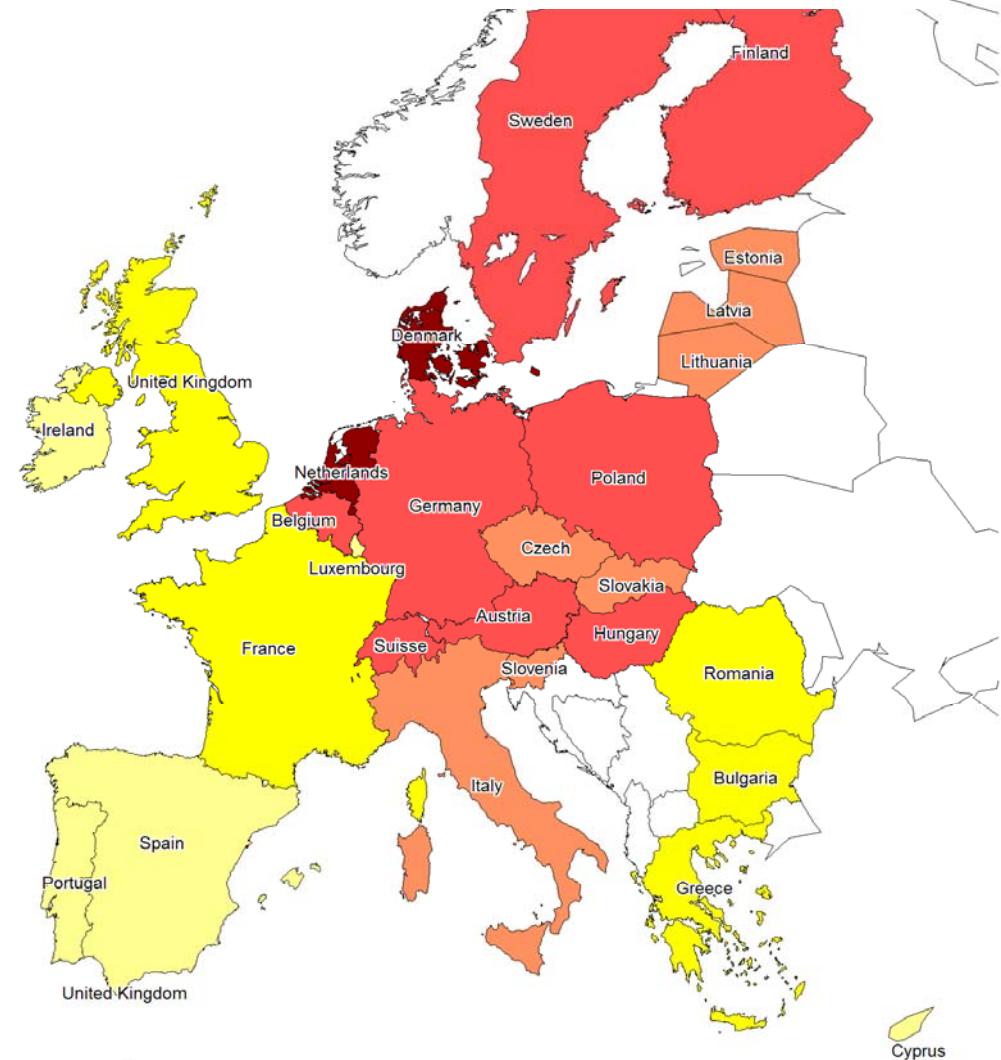 Finland
Sweden
Estonia
Latvia
Denmark
Lithuania
United Kingdom
Ireland
Netherlands
Poland
Germany
Belgium
Czech
Luxembourg
Slovakia
Austria
Hungary
Suisse
France
Slovenia
Romania
Bulgaria
Italy
Spain
Portugal
Greece
United Kingdom
Cyprus